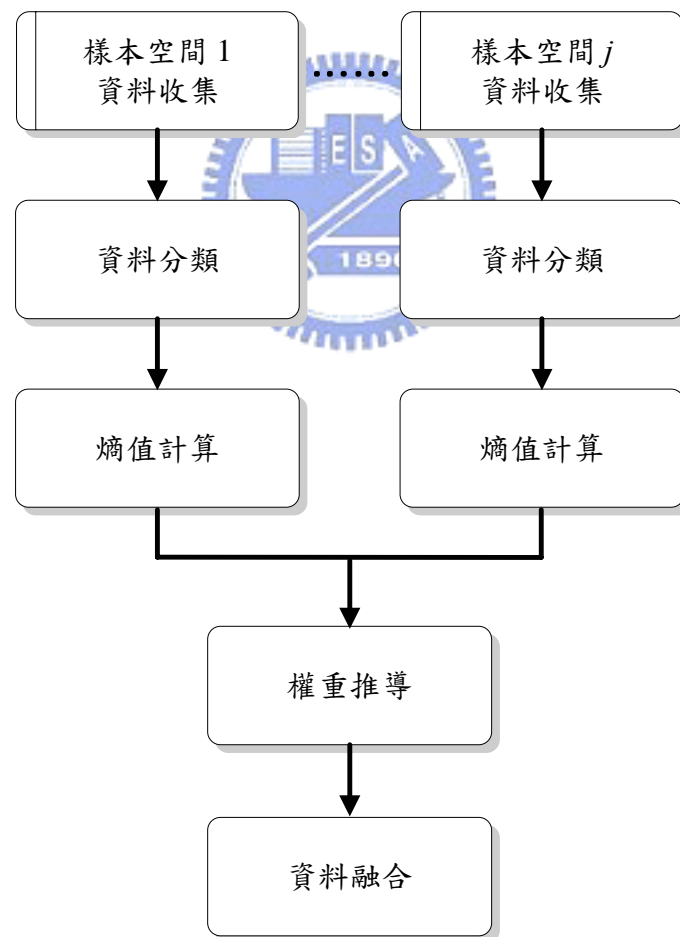 樣本空間 1
資料收集
......
樣本空間 j
資料收集
E S A
資料分類
1896
資料分類
熵值計算
熵值計算
權重推導
資料融合